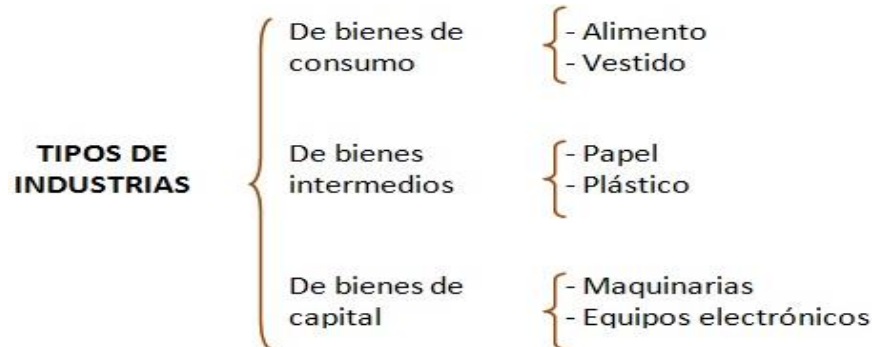 TIPOS DE
INDUSTRIAS
De bienes de
consumo
- Alimento
- Vestido
De bienes
intermedios
- Papel
- Plástico
De bienes de
capital
- Maquinarias
- Equipos electrónicos